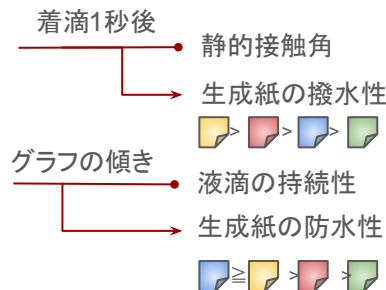 着滴1秒後
静的接触角
生成紙の撥水性
> > >
グラフの傾き
液滴の持続性
生成紙の防水性
≧ > >